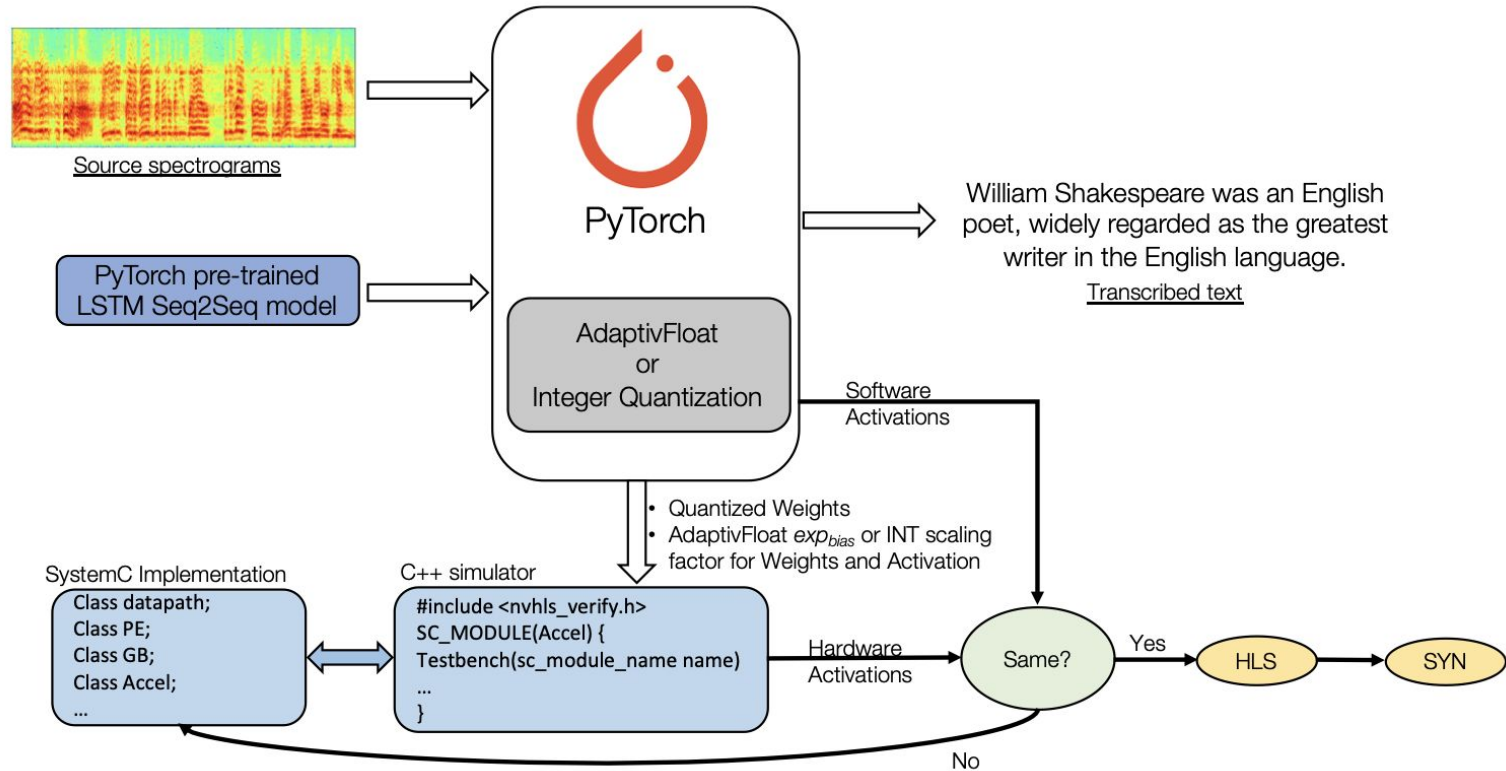 Source spectrograms
PyTorch
PyTorch pre-trained
LSTM Seq2Seq model
AdaptivFloat
or
Integer Quantization
William Shakespeare was an English
poet, widely regarded as the greatest
writer in the English language.
Transcribed text
Software
Activations
• Quantized Weights
• AdaptivFloat exp_bias or INT scaling
factor for Weights and Activation
SystemC Implementation
Class datapath;
Class PE;
Class GB;
Class Accel;
...
C++ simulator
#include <nvhls_verify.h>
SC_MODULE(Accel) {
Testbench(sc_module_name name)
...
}
Hardware
Activations
Same?
Yes
HLS
SYN
No